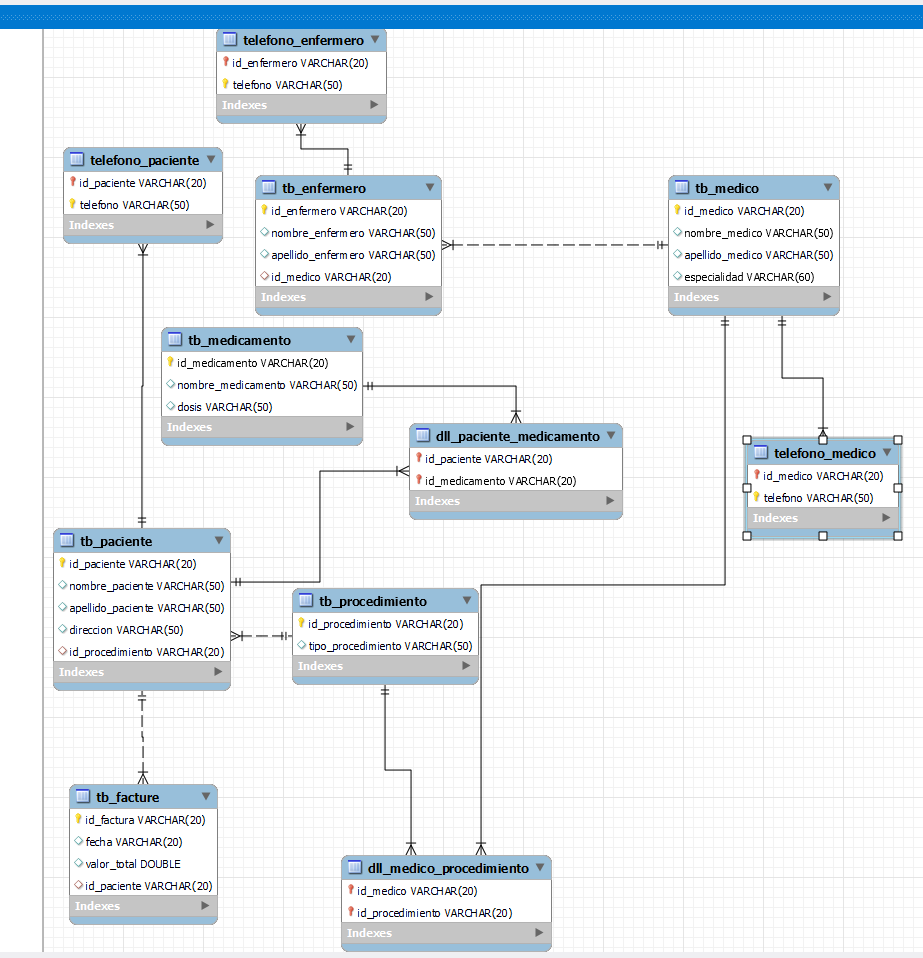 telefono_enfermero
id_enfermero VARCHAR(20)
telefono VARCHAR(50)
Indexes
telefono_paciente
id_paciente VARCHAR(20)
telefono VARCHAR(50)
Indexes
tb_enfermero
id_enfermero VARCHAR(20)
nombre_enfermero VARCHAR(50)
apellido_enfermero VARCHAR(50)
id_medico VARCHAR(20)
Indexes
tb_medico
id_medico VARCHAR(20)
nombre_medico VARCHAR(50)
apellido_medico VARCHAR(50)
especialidad VARCHAR(60)
Indexes
tb_medicamento
id_medicamento VARCHAR(20)
nombre_medicamento VARCHAR(50)
dosis VARCHAR(50)
Indexes
dll_paciente_medicamento
id_paciente VARCHAR(20)
id_medicamento VARCHAR(20)
Indexes
telefono_medico
id_medico VARCHAR(20)
telefono VARCHAR(50)
Indexes
tb_paciente
id_paciente VARCHAR(20)
nombre_paciente VARCHAR(50)
apellido_paciente VARCHAR(50)
direccion VARCHAR(50)
id_procedimiento VARCHAR(20)
Indexes
tb_procedimiento
id_procedimiento VARCHAR(20)
tipo_procedimiento VARCHAR(50)
Indexes
tb_facture
id_factura VARCHAR(20)
fecha VARCHAR(20)
valor_total DOUBLE
id_paciente VARCHAR(20)
Indexes
dll_medico_procedimiento
id_medico VARCHAR(20)
id_procedimiento VARCHAR(20)
Indexes